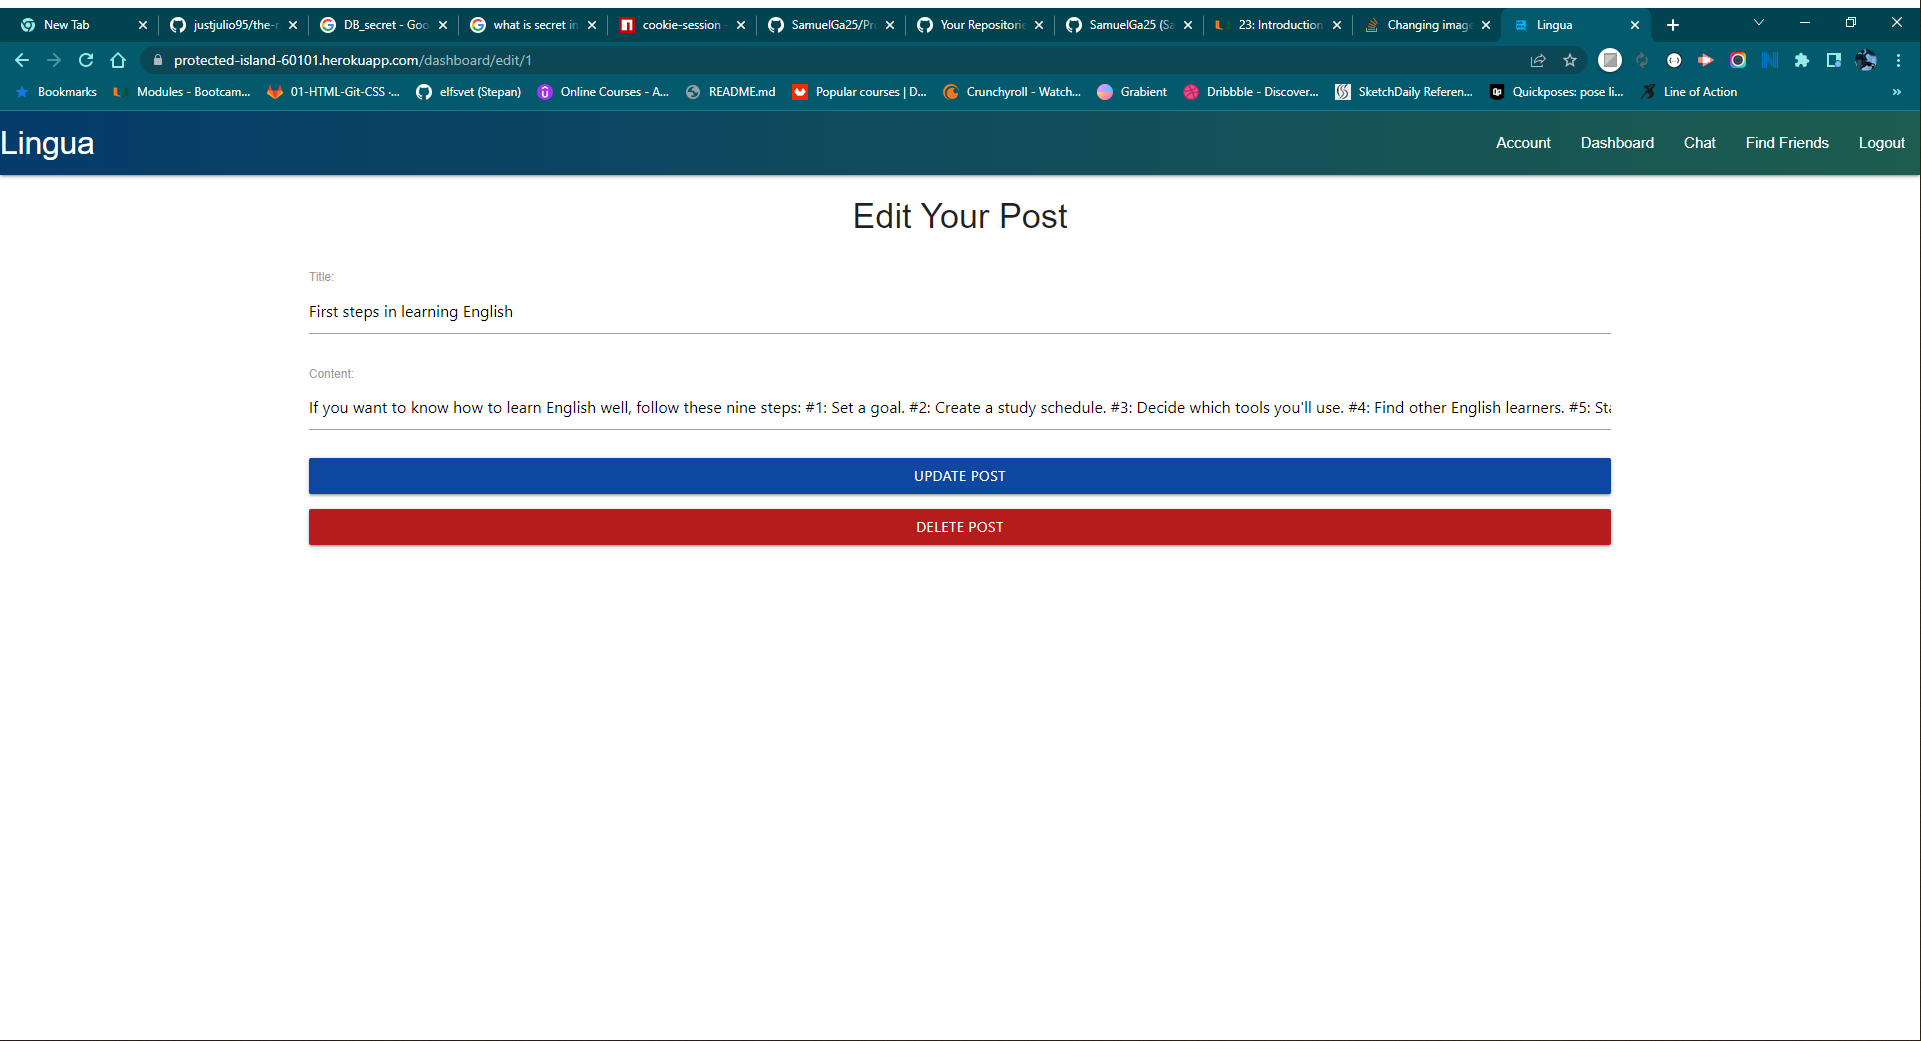 New Tab
justjulio95/the-r
DB_secret - Goo
what is secret in
cookie-session -
SamuelGa25/Pro
Your Repositorie
SamuelGa25 (Sa
23: Introduction
Changing image
Lingua
protected-island-60101.herokuapp.com/dashboard/edit/1
Bookmarks
Modules - Bootcam...
01-HTML-Git-CSS ·...
elfsvet (Stepan)
Online Courses - A...
README.md
Popular courses | D...
Crunchyroll - Watch...
Grabient
Dribbble - Discover...
SketchDaily Referen...
Quickposes: pose li...
Line of Action
»
Lingua
Account
Dashboard
Chat
Find Friends
Logout
Edit Your Post
Title:
First steps in learning English
Content:
If you want to know how to learn English well, follow these nine steps: #1: Set a goal. #2: Create a study schedule. #3: Decide which tools you'll use. #4: Find other English learners. #5: Sta
UPDATE POST
DELETE POST